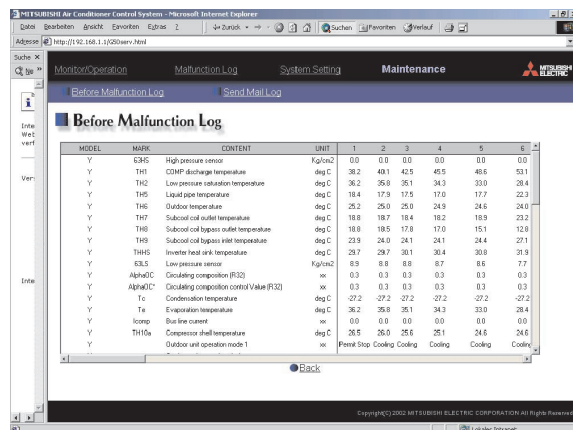 MITSUBISHI Air Conditioner Control System - Microsoft Internet Explorer
Datei Bearbeiten Ansicht Favoriten Extras ? Zurück Suchen Favoriten Verlauf
Adresse http://192.168.1.1/G50serv.html
Suche
Monitor/Operation Malfunction Log System Setting Maintenance MITSUBISHI ELECTRIC
Before Malfunction Log Send Mail Log
Before Malfunction Log
MODEL MARK CONTENT UNIT 1 2 3 4 5 6
Y 63HS High pressure sensor Kg/cm2 0.0 0.0 0.0 0.0 0.0 0.0
Y TH1 COMP discharge temperature deg C 38.2 40.1 42.5 45.5 48.6 53.1
Y TH2 Low pressure satuation temperature deg C 36.2 35.8 35.1 34.3 33.0 28.4
Y TH5 Liquid pipe temperature deg C 18.4 17.9 17.5 17.0 17.7 22.3
Y TH6 Outdoor temperature deg C 25.2 25.0 25.0 24.9 24.6 24.0
Y TH7 Subcool coil outlet temperature deg C 18.8 18.7 18.4 18.2 18.9 23.2
Y TH8 Subcool coil bypass outlet temperature deg C 18.8 18.5 17.8 17.0 15.1 12.8
Y TH9 Subcool coil bypass inlet temperature deg C 23.9 24.0 24.1 24.1 24.4 27.1
Y THHS Inverter heat sink temperature deg C 29.7 29.7 30.1 30.4 30.8 31.9
Y 63LS Low pressure sensor Kg/cm2 8.9 8.8 8.8 8.7 8.6 7.7
Y AlphaOC Circulating composition (R32) xx 0.3 0.3 0.3 0.3 0.3 0.3
Y AlphaOC* Circulating composition control Value (R32) xx 0.3 0.3 0.3 0.3 0.3 0.3
Y Tc Condensation temperature deg C -27.2 -27.2 -27.2 -27.2 -27.2 -27.2
Y Te Evaporation temperature deg C 36.2 35.8 35.1 34.3 33.0 28.4
Y Icomp Bus line current xx 0.0 0.0 0.0 0.0 0.0 0.0
Y TH10a Compressor shell temperature deg C 26.5 26.0 25.6 25.1 24.6 24.6
Y Outdoor unit operation mode 1 xx Permit Stop Cooling Cooling Cooling Cooling Cooling
Back
Copyright(C) 2002 MITSUBISHI ELECTRIC CORPORATION All Rights Reserved
Lokales Intranet